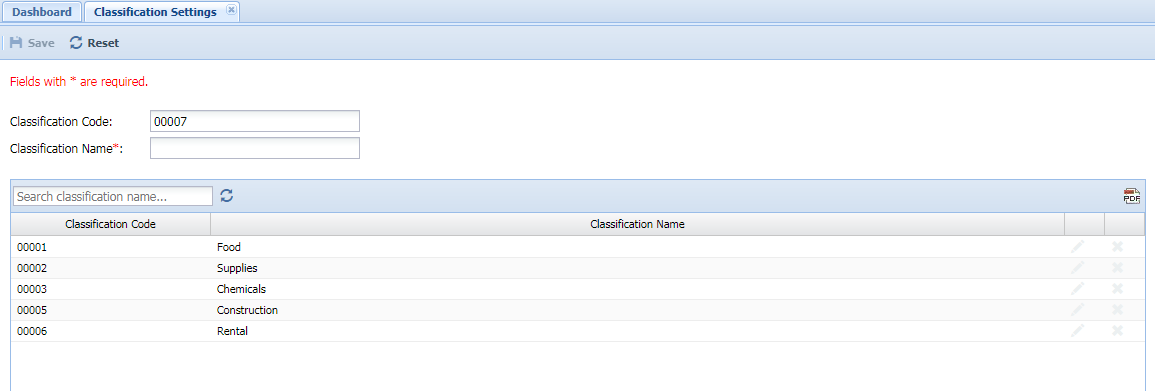 Dashboard Classification Settings
Save Reset
Fields with * are required.
Classification Code: 00007
Classification Name*:
Search classification name... PDF
Classification Code Classification Name
00001 Food
00002 Supplies
00003 Chemicals
00005 Construction
00006 Rental